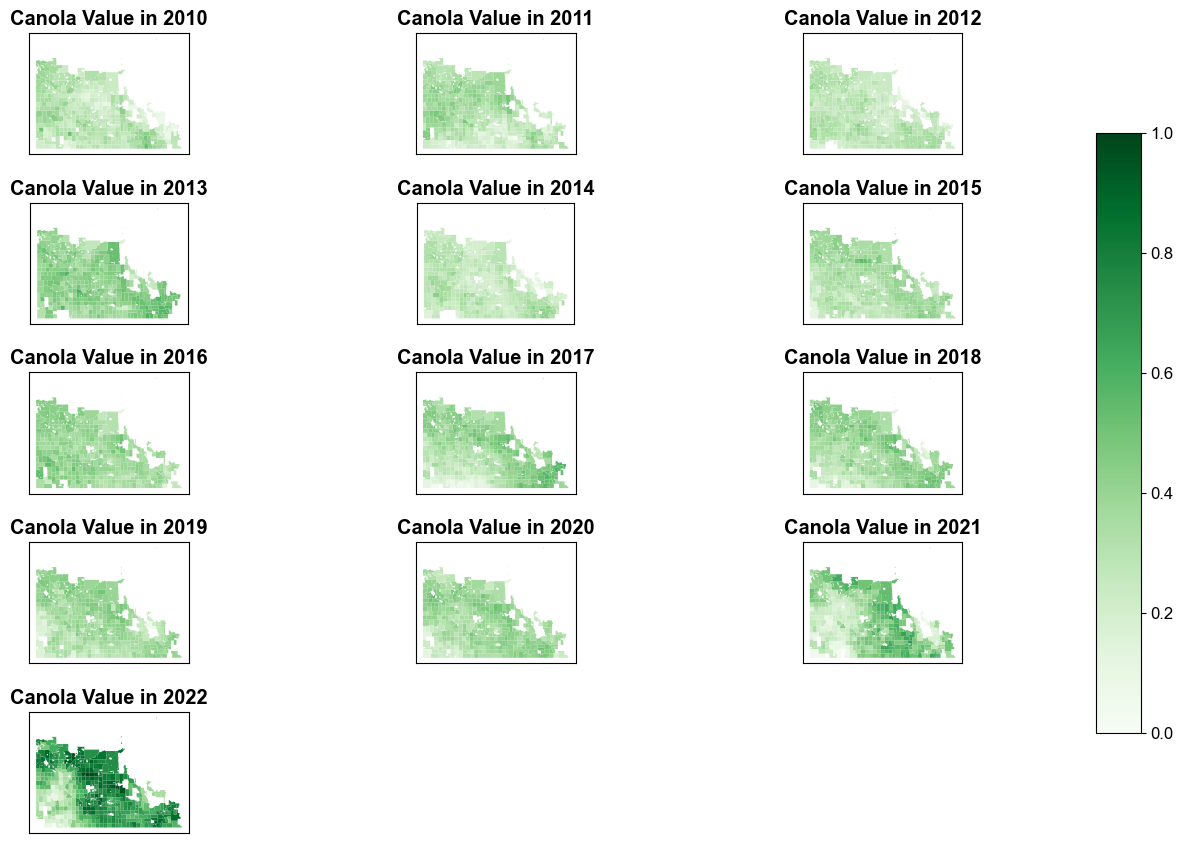 Canola Value in 2010
Canola Value in 2011
Canola Value in 2012
Canola Value in 2013
Canola Value in 2014
Canola Value in 2015
Canola Value in 2016
Canola Value in 2017
Canola Value in 2018
Canola Value in 2019
Canola Value in 2020
Canola Value in 2021
Canola Value in 2022
1.0
0.8
0.6
0.4
0.2
0.0